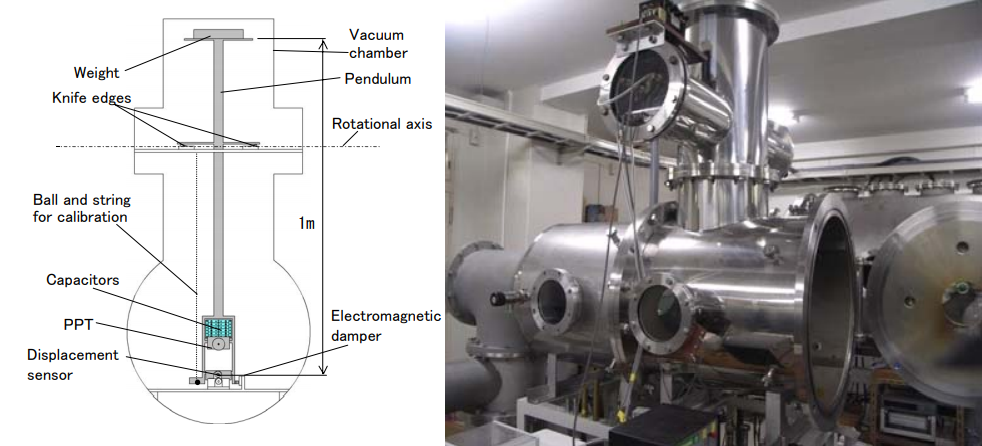 Vacuum
chamber
Weight
Pendulum
Knife edges
Rotational axis
Ball and string
for calibration
1m
Capacitors
Electromagnetic
damper
PPT
Displacement
sensor